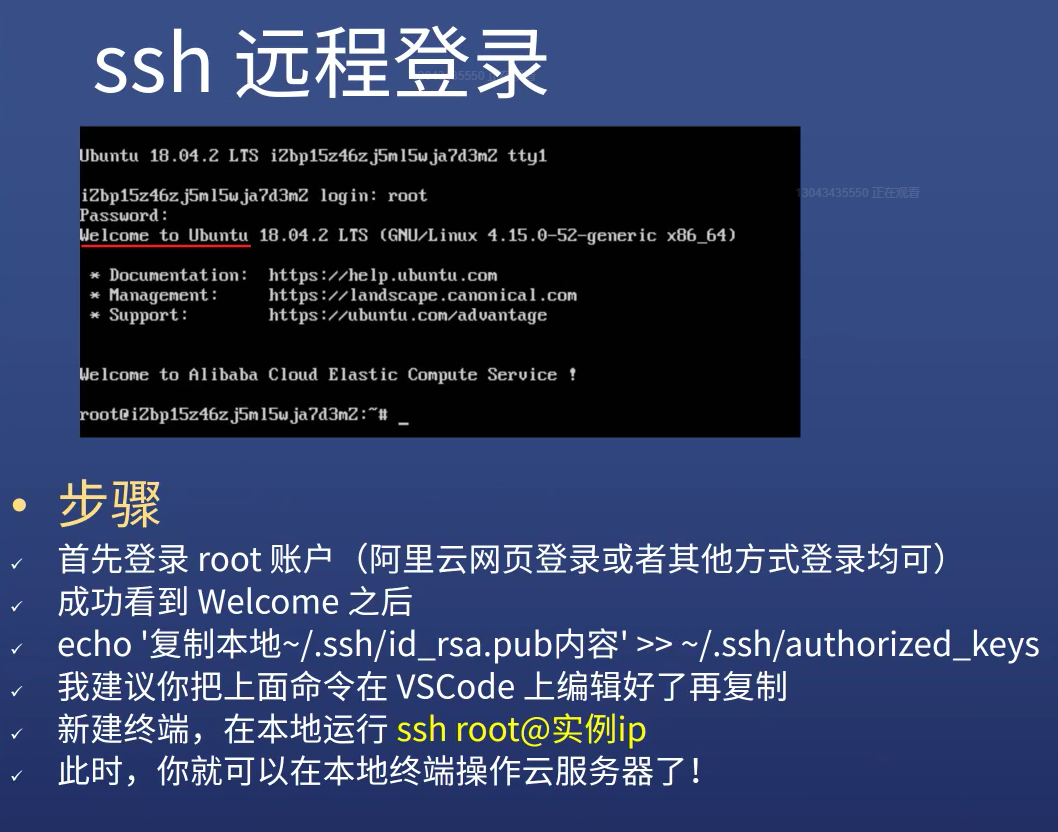 ssh 远程登录
Ubuntu 18.04.2 LTS iZbp15z46zj5ml5wja7d3mZ tty1
iZbp15z46zj5ml5wja7d3mZ login: root
Password:
Welcome to Ubuntu 18.04.2 LTS (GNU/Linux 4.15.0-52-generic x86_64)
* Documentation: https://help.ubuntu.com
* Management: https://landscape.canonical.com
* Support: https://ubuntu.com/advantage
Welcome to Alibaba Cloud Elastic Compute Service !
root@iZbp15z46zj5ml5wja7d3mZ:~# _
13043435550 正在观看
• 步骤
✓ 首先登录 root 账户（阿里云网页登录或者其他方式登录均可）
✓ 成功看到 Welcome 之后
✓ echo '复制本地~/.ssh/id_rsa.pub内容' >> ~/.ssh/authorized_keys
✓ 我建议你把上面命令在 VSCode 上编辑好了再复制
✓ 新建终端，在本地运行 ssh root@实例ip
✓ 此时，你就可以在本地终端操作云服务器了！